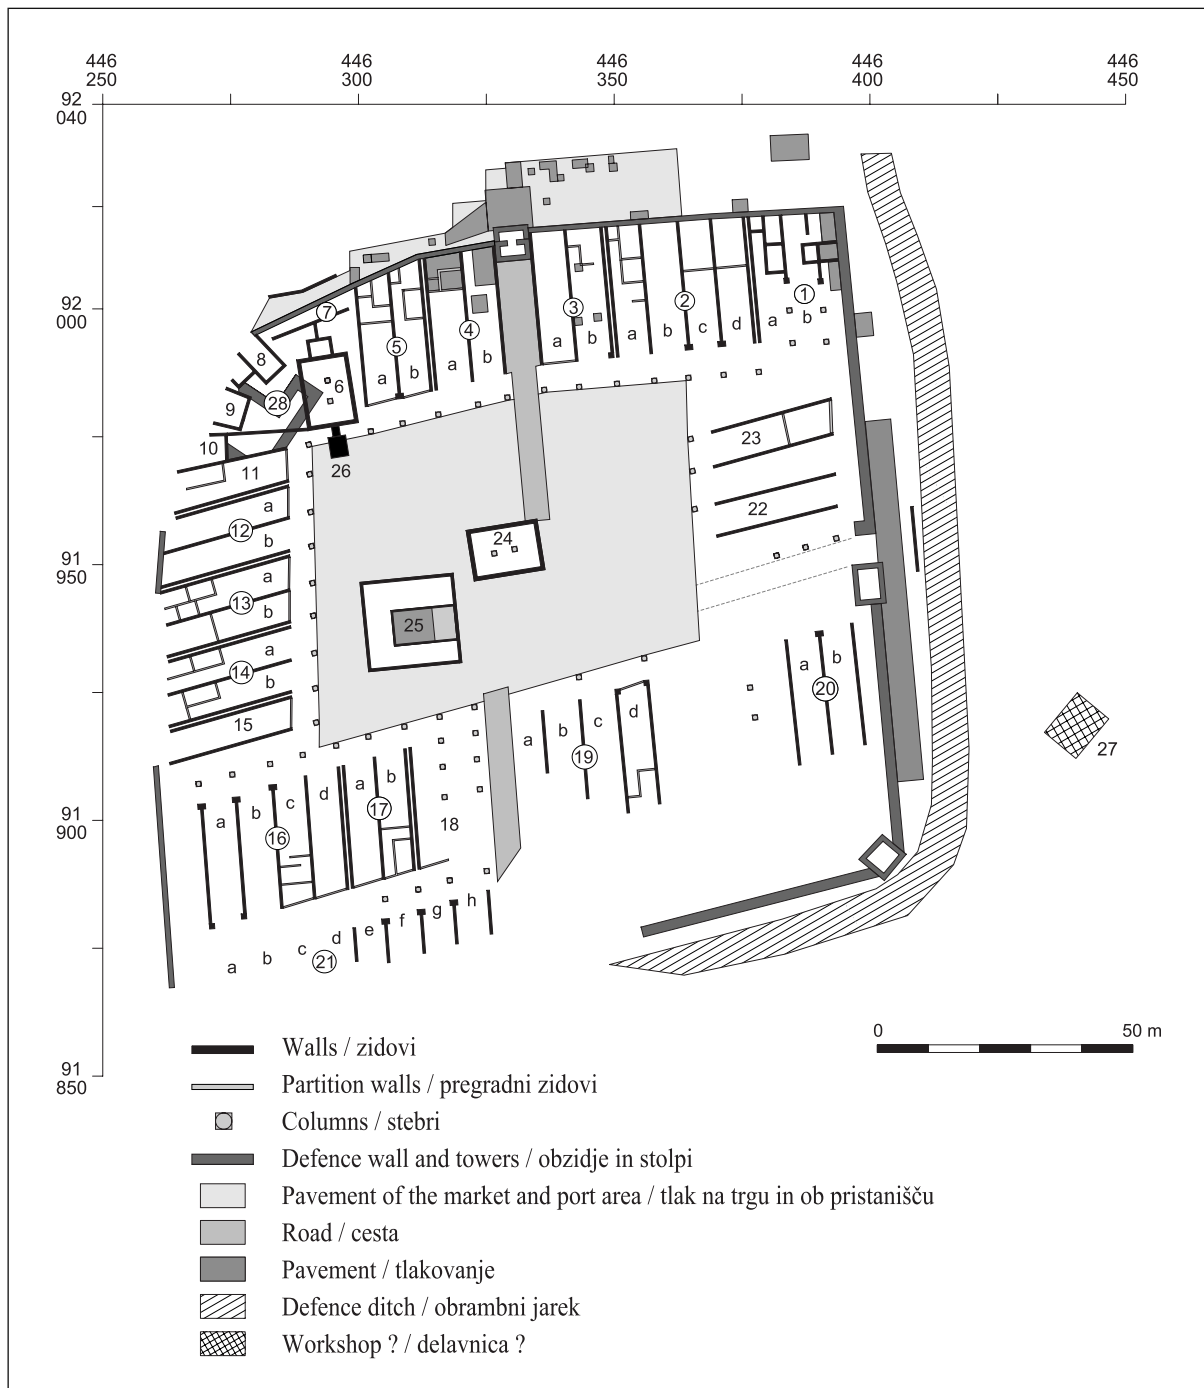 446 446 446 446 446
250 300 350 400 450
92
040
92
000
91
950
91
900
91
850
1
a b
2
a b c d
3
a b
4
a b
5
a b
6
7
8
9
10
11
12
a
b
13
a
b
14
a
b
15
16
a b c d
17
a b
18
19
a b c d
20
a b
21
a b c d e f g h
22
23
24
25
26
27
28
0 50 m
Walls / zidovi
Partition walls / pregradni zidovi
Columns / stebri
Defence wall and towers / obzidje in stolpi
Pavement of the market and port area / tlak na trgu in ob pristanišču
Road / cesta
Pavement / tlakovanje
Defence ditch / obrambni jarek
Workshop ? / delavnica ?